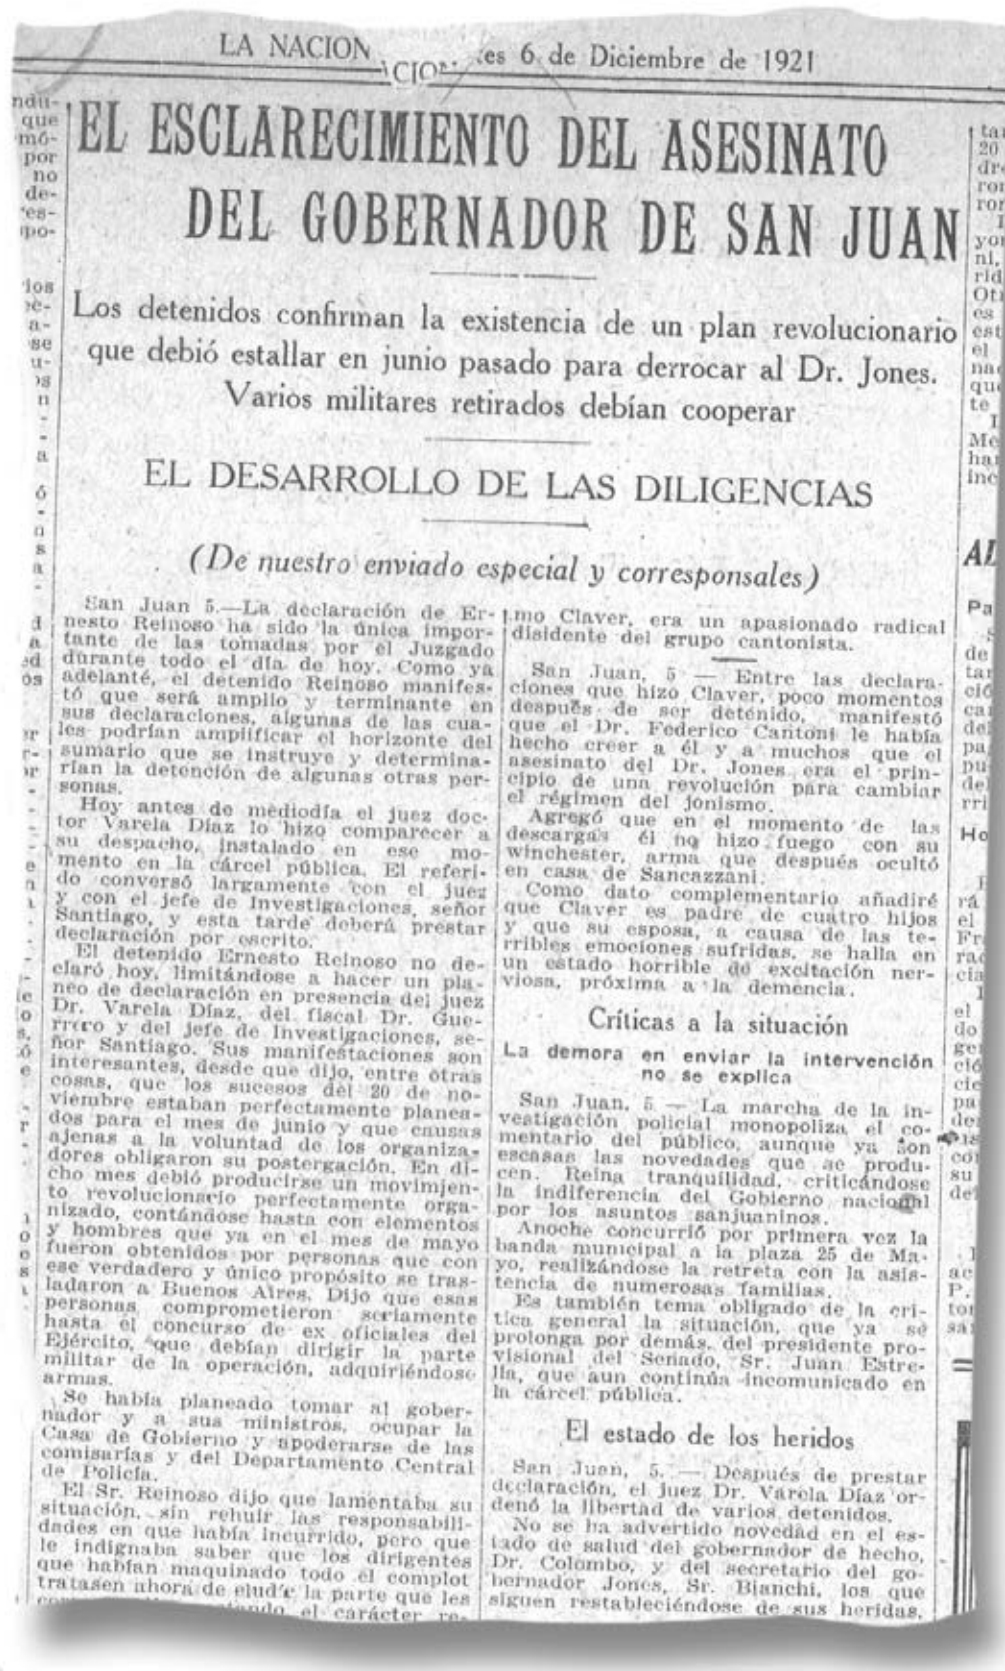 LA NACION
CION
es 6 de Diciembre de 1921
EL ESCLARECIMIENTO DEL ASESINATO
DEL GOBERNADOR DE SAN JUAN
Los detenidos confirman la existencia de un plan revolucionario
que debió estallar en junio pasado para derrocar al Dr. Jones.
Varios militares retirados debían cooperar
EL DESARROLLO DE LAS DILIGENCIAS
(De nuestro enviado especial y corresponsales)
San Juan 5.—La declaración de Er-
nesto Reinoso ha sido la única impor-
tante de las tomadas por el Juzgado
durante todo el día de hoy. Como ya
adelanté, el detenido Reinoso manifes-
tó que será amplio y terminante en
sus declaraciones, algunas de las cua-
les podrían amplificar el horizonte del
sumario que se instruye y determina-
rían la detención de algunas otras per-
sonas.
Hoy antes de mediodía el juez doc-
tor Varela Díaz lo hizo comparecer a
su despacho, instalado en ese mo-
mento en la cárcel pública. El referi-
do conversó largamente con el juez
y con el jefe de Investigaciones, señor
Santiago, y esta tarde deberá prestar
declaración por escrito.
El detenido Ernesto Reinoso no de-
claró hoy, limitándose a hacer un pla-
neo de declaración en presencia del juez
Dr. Varela Díaz, del fiscal Dr. Gue-
rrero y del jefe de Investigaciones, se-
ñor Santiago. Sus manifestaciones son
interesantes, desde que dijo, entre otras
cosas, que los sucesos del 20 de no-
viembre estaban perfectamente planea-
dos para el mes de junio y que causas
ajenas a la voluntad de los organiza-
dores obligaron su postergación. En di-
cho mes debió producirse un movimjen-
to revolucionario perfectamente orga-
nizado, contándose hasta con elementos
y hombres que ya en el mes de mayo
fueron obtenidos por personas que con
ese verdadero y único propósito se tras-
ladaron a Buenos Aires. Dijo que esas
personas comprometieron seriamente
hasta el concurso de ex oficiales del
Ejército, que debían dirigir la parte
militar de la operación, adquiriéndose
armas.
Se había planeado tomar al gober-
nador y a sus ministros, ocupar la
Casa de Gobierno y apoderarse de las
comisarías y del Departamento Central
de Policía.
El Sr. Reinoso dijo que lamentaba su
situación, sin rehuir las responsabili-
dades en que había incurrido, pero que
le indignaba saber que los dirigentes
que habían maquinado todo el complot
tratasen ahora de eludir la parte que les
el carácter re-
mo Claver, era un apasionado radical
disidente del grupo cantonista.
San Juan, 5 — Entre las declara-
ciones que hizo Claver, poco momentos
después de ser detenido, manifestó
que el Dr. Federico Cantoni le había
hecho creer a él y a muchos que el
asesinato del Dr. Jones era el prin-
cipio de una revolución para cambiar
el régimen del jonismo.
Agregó que en el momento de las
descargas él no hizo fuego con su
winchester, arma que después ocultó
en casa de Sancazzani.
Como dato complementario añadiré
que Claver es padre de cuatro hijos
y que su esposa, a causa de las te-
rribles emociones sufridas, se halla en
un estado horrible de excitación ner-
viosa, próxima a la demencia.
Críticas a la situación
La demora en enviar la intervención
no se explica
San Juan, 5 — La marcha de la in-
vestigación policial monopoliza el co-
mentario del público, aunque ya son
escasas las novedades que se produ-
cen. Reina tranquilidad, criticándose
la indiferencia del Gobierno nacional
por los asuntos sanjuaninos.
Anoche concurrió por primera vez la
banda municipal a la plaza 25 de Ma-
yo, realizándose la retreta con la asis-
tencia de numerosas familias.
Es también tema obligado de la crí-
tica general la situación, que ya se
prolonga por demás, del presidente pro-
visional del Senado, Sr. Juan Estre-
lla, que aun continúa incomunicado en
la cárcel pública.
El estado de los heridos
San Juan, 5. — Después de prestar
declaración, el juez Dr. Varela Díaz or-
denó la libertad de varios detenidos.
No se ha advertido novedad en el es-
tado de salud del gobernador de hecho,
Dr. Colombo, y del secretario del go-
bernador Jones, Sr. Bianchi, los que
siguen restableciéndose de sus heridas.